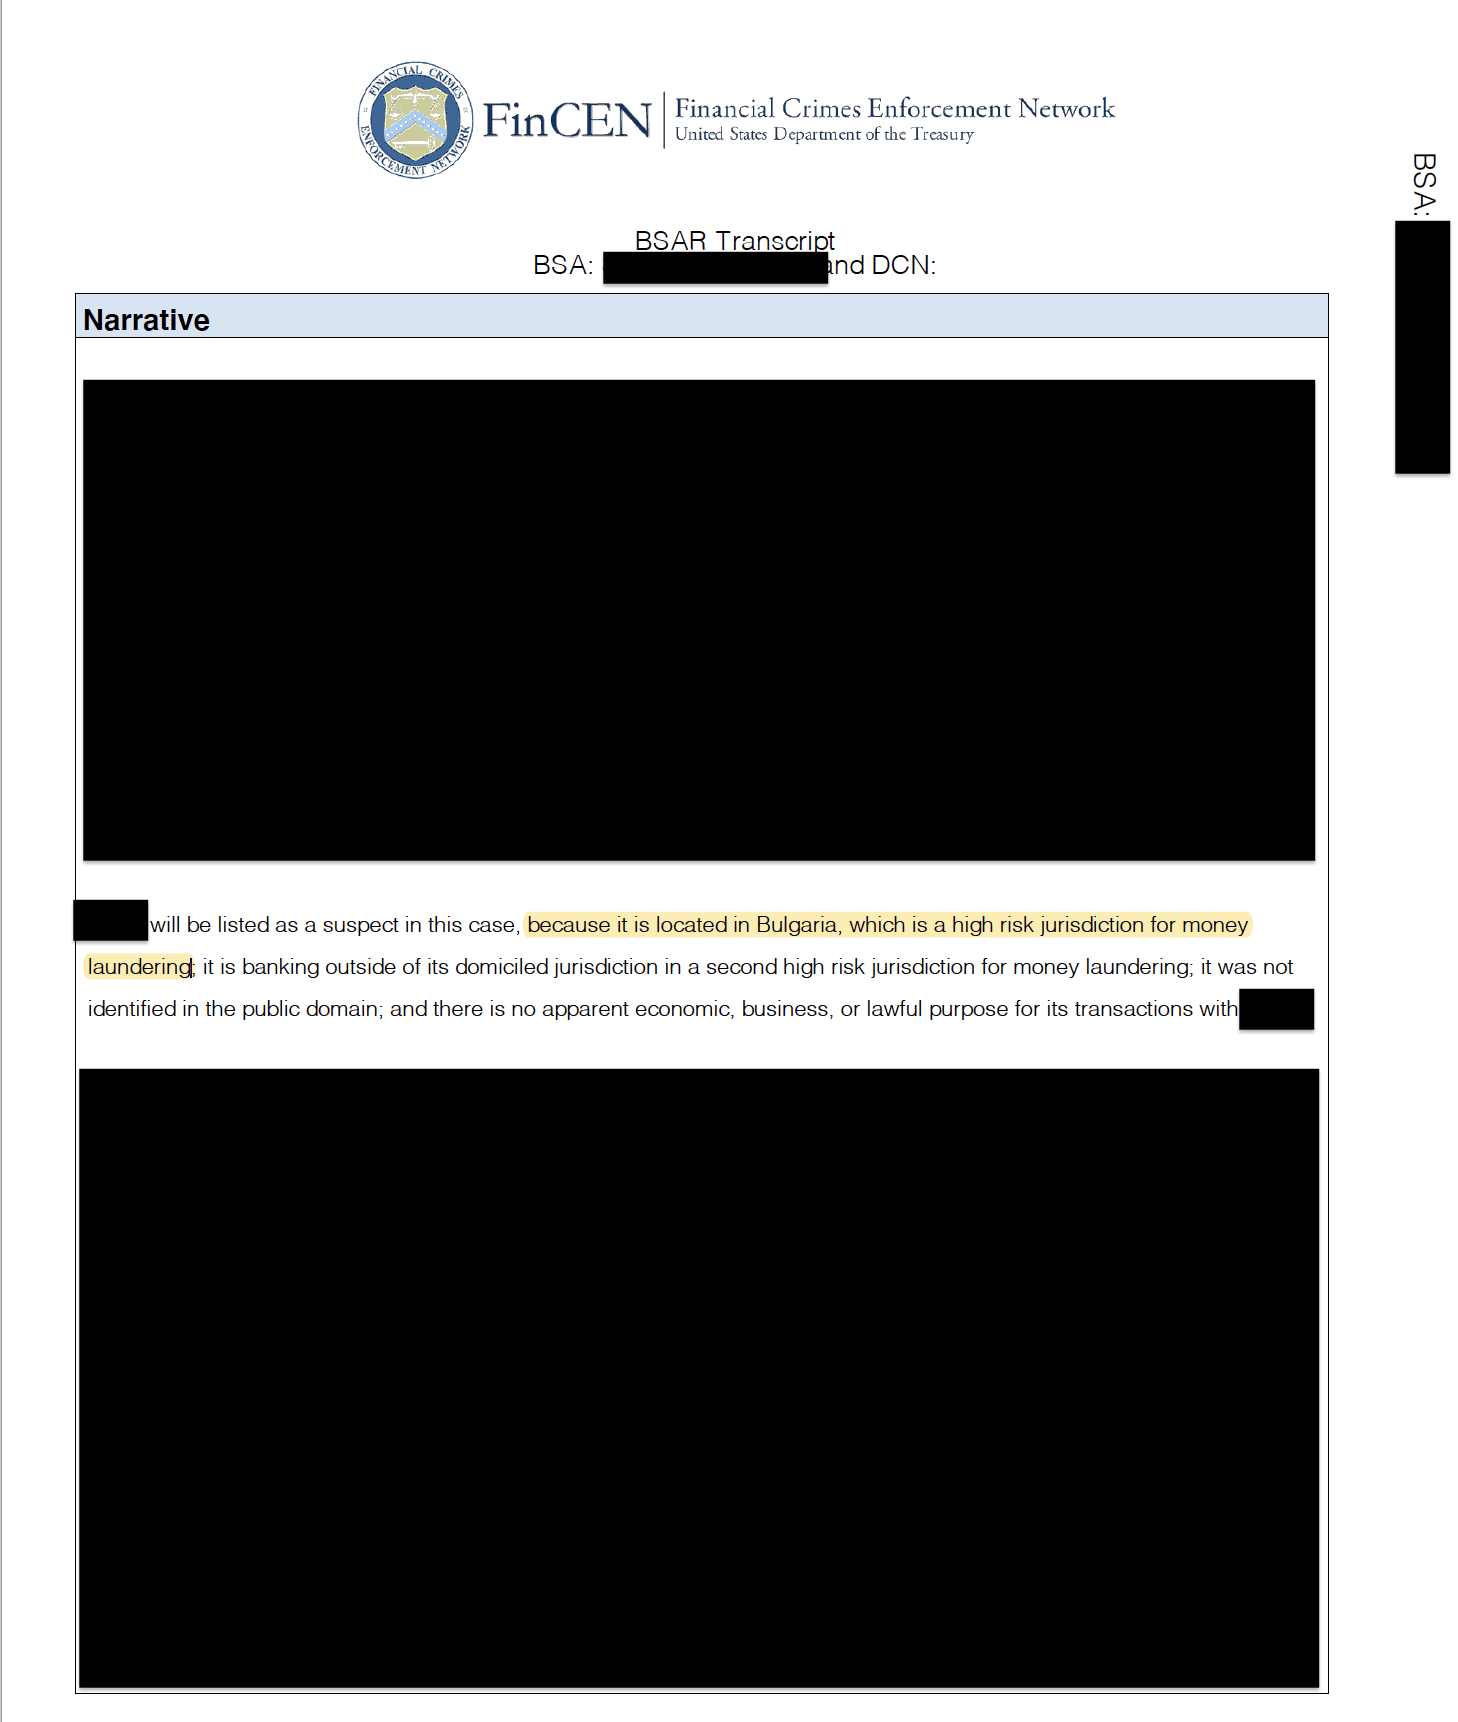 FINANCIAL CRIMES
ENFORCEMENT NETWORK
FinCEN
Financial Crimes Enforcement Network
United States Department of the Treasury
BSA:
BSAR Transcript
BSA: and DCN:
Narrative
will be listed as a suspect in this case, because it is located in Bulgaria, which is a high risk jurisdiction for money
laundering; it is banking outside of its domiciled jurisdiction in a second high risk jurisdiction for money laundering; it was not
identified in the public domain; and there is no apparent economic, business, or lawful purpose for its transactions with